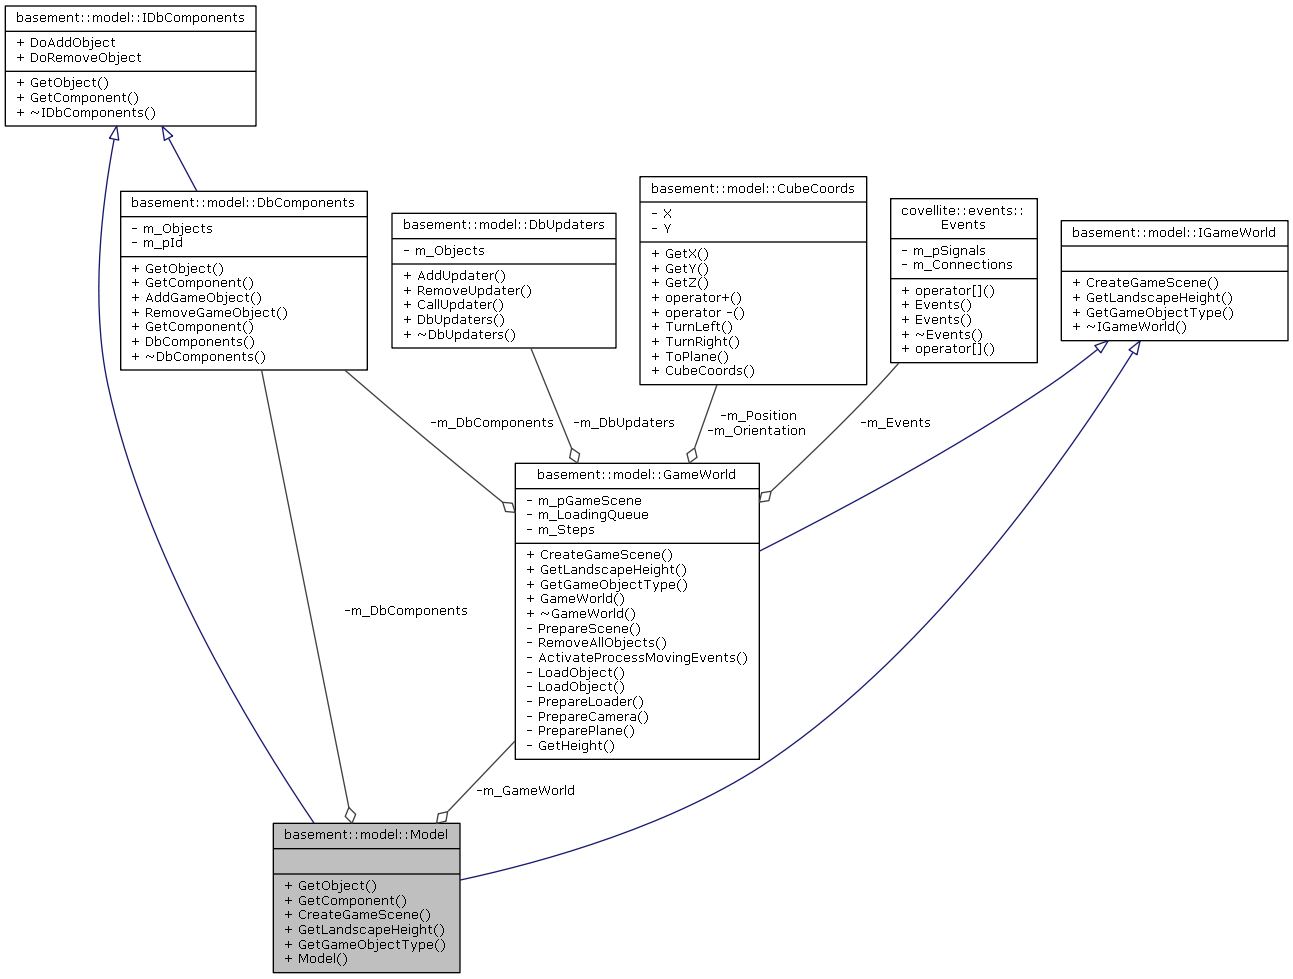 basement::model::IDbComponents
+ DoAddObject
+ DoRemoveObject
+ GetObject()
+ GetComponent()
+ ~IDbComponents()
basement::model::DbComponents
- m_Objects
- m_pId
+ GetObject()
+ GetComponent()
+ AddGameObject()
+ RemoveGameObject()
+ GetComponent()
+ DbComponents()
+ ~DbComponents()
basement::model::DbUpdaters
- m_Objects
+ AddUpdater()
+ RemoveUpdater()
+ CallUpdater()
+ DbUpdaters()
+ ~DbUpdaters()
basement::model::CubeCoords
- X
- Y
+ GetX()
+ GetY()
+ GetZ()
+ operator+()
+ operator -()
+ TurnLeft()
+ TurnRight()
+ ToPlane()
+ CubeCoords()
covellite::events::
Events
- m_pSignals
- m_Connections
+ operator[]()
+ Events()
+ Events()
+ ~Events()
+ operator[]()
basement::model::IGameWorld
+ CreateGameScene()
+ GetLandscapeHeight()
+ GetGameObjectType()
+ ~IGameWorld()
-m_DbComponents
-m_DbUpdaters
-m_Position
-m_Orientation
-m_Events
basement::model::GameWorld
- m_pGameScene
- m_LoadingQueue
- m_Steps
+ CreateGameScene()
+ GetLandscapeHeight()
+ GetGameObjectType()
+ GameWorld()
+ ~GameWorld()
- PrepareScene()
- RemoveAllObjects()
- ActivateProcessMovingEvents()
- LoadObject()
- LoadObject()
- PrepareLoader()
- PrepareCamera()
- PreparePlane()
- GetHeight()
-m_DbComponents
-m_GameWorld
basement::model::Model
+ GetObject()
+ GetComponent()
+ CreateGameScene()
+ GetLandscapeHeight()
+ GetGameObjectType()
+ Model()